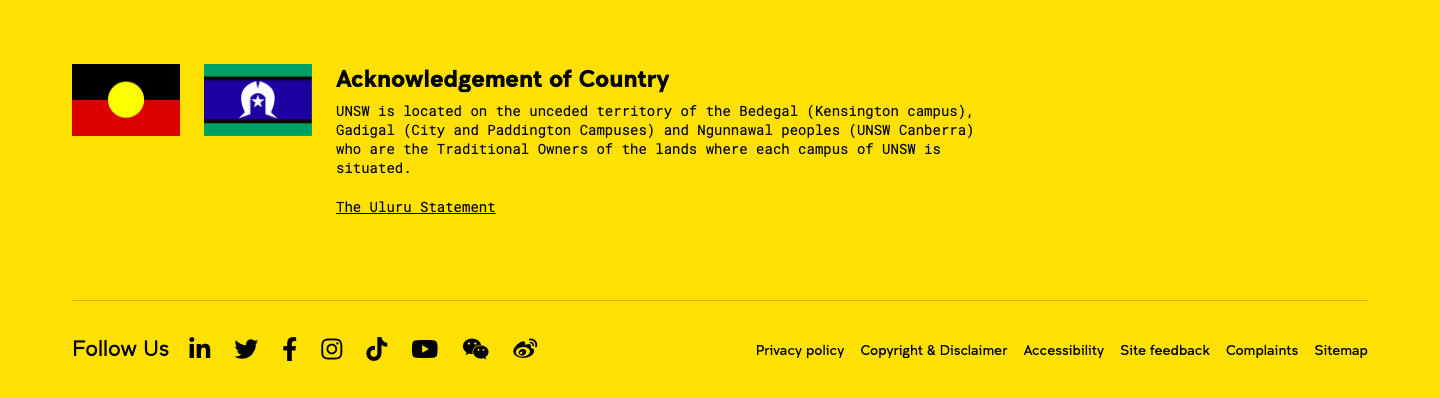 Acknowledgement of Country
UNSW is located on the unceded territory of the Bedegal (Kensington campus),
Gadigal (City and Paddington Campuses) and Ngunnawal peoples (UNSW Canberra)
who are the Traditional Owners of the lands where each campus of UNSW is
situated.
The Uluru Statement
Follow Us
Privacy policy Copyright & Disclaimer Accessibility Site feedback Complaints Sitemap